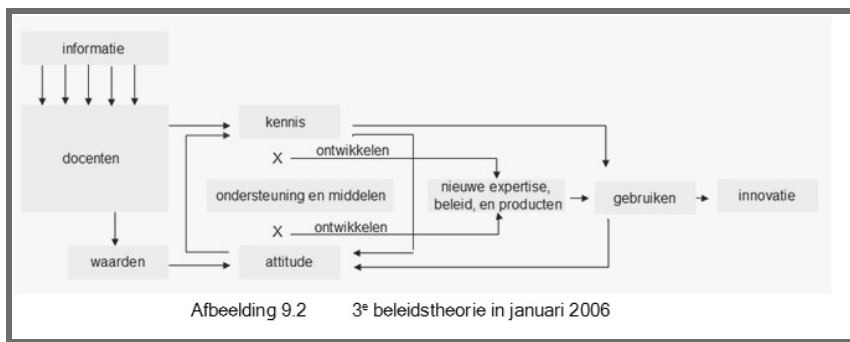 informatie
docenten
kennis
X ontwikkelen
ondersteuning en middelen
nieuwe expertise,
beleid, en producten
gebruiken
innovatie
X ontwikkelen
waarden
attitude
Afbeelding 9.2 3e beleidstheorie in januari 2006